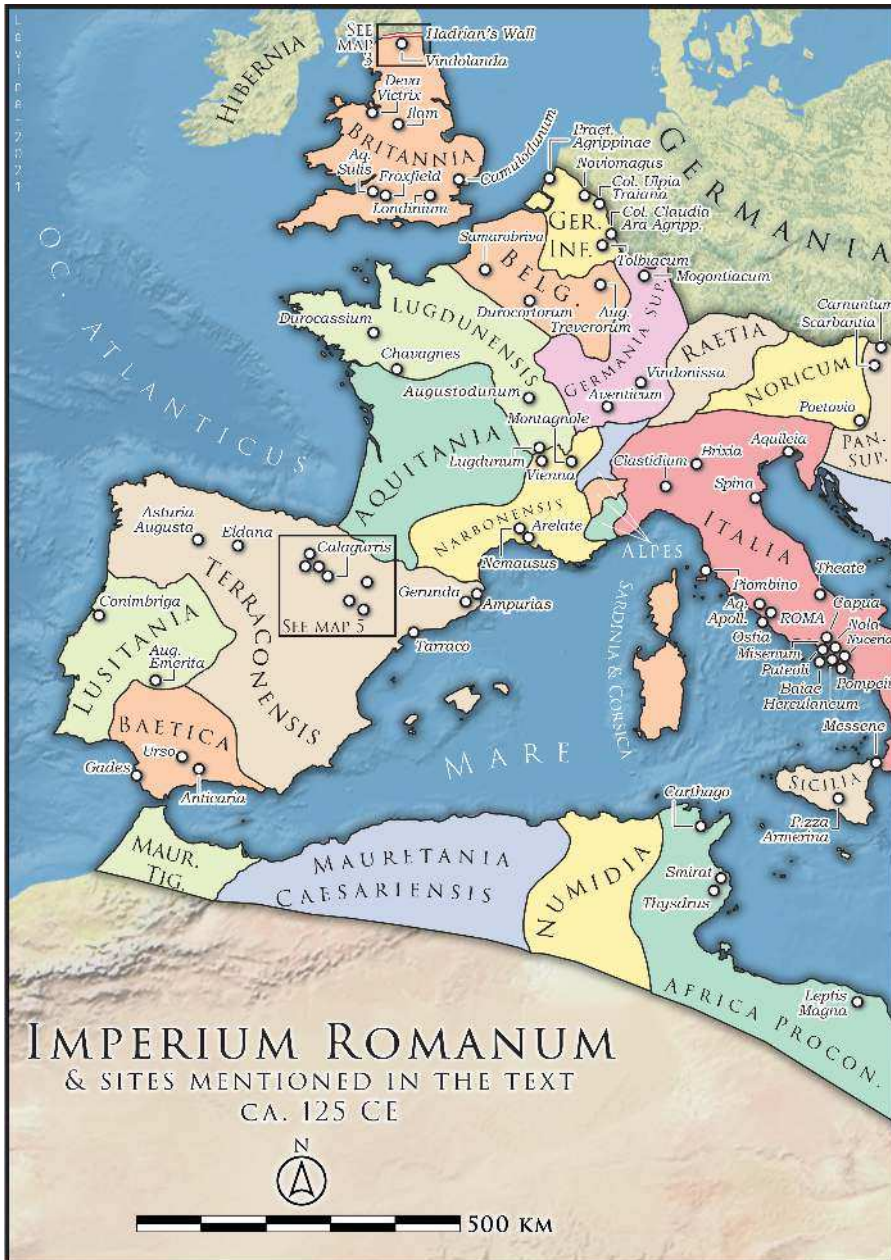 Levine-2021
SEE
MAP
3
Hadrian's Wall
Vindolanda
HIBERNIA
Deva
Victrix
Ilam
BRITANNIA
Camulodunum
Aq.
Sulis
Froxfield
Londinium
GERMANIA
Praet.
Agrippinae
Noviomagus
Col. Ulpia
Traiana
Col. Claudia
Ara Agripp.
GER.
INF.
Tolbiacum
Mogontiacum
Samarobriva
BELG.
Durocortorum
Aug.
Treverorum
GERMANIA SUP.
OC. ATLANTICUS
LUGDUNENSIS
Durocassium
Chavagnes
Augustodunum
Montagnole
AQUITANIA
Lugdunum
Vienna
Vindonissa
Aventicum
RAETIA
NORICUM
Carnuntum
Scarbantia
Poetovio
PAN.
SUP.
Clastidium
Brixia
Aquileia
Spina
ITALIA
NARBONENSIS
Arelate
Nemausus
ALPES
Asturia
Augusta
Eldana
Calagurris
SEE MAP 5
Gerunda
Ampurias
Tarraco
TERRACONENSIS
Conimbriga
LUSITANIA
Aug.
Emerita
BAETICA
Urso
Gades
Anticaria
SARDINIA & CORSICA
Piombino
Aq.
Apoll.
ROMA
Ostia
Theate
Capua
Nola
Nuceria
Misenum
Puteoli
Baiae
Herculaneum
Pompeii
Messene
SICILIA
Pizza
Armerina
MARE
Carthago
Smirat
Thysdrus
MAUR.
TIG.
MAURETANIA
CAESARIENSIS
NUMIDIA
AFRICA PROCON.
Leptis
Magna
IMPERIUM ROMANUM
& SITES MENTIONED IN THE TEXT
CA. 125 CE
N
500 KM